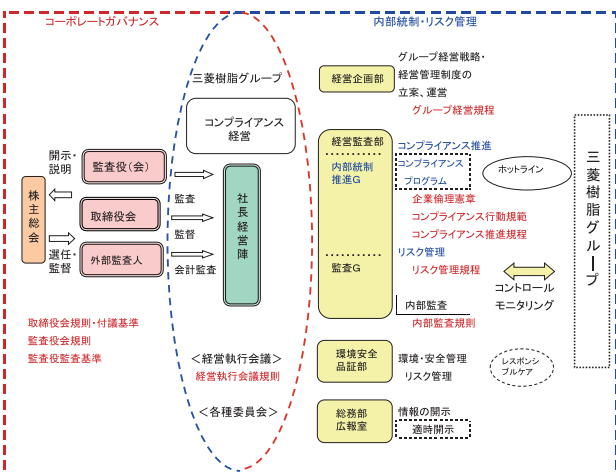 コーポレートガバナンス
内部統制・リスク管理
三菱樹脂グループ
コンプライアンス
経営
開示・
説明
監査役(会)
監査
株主総会
取締役会
監督
社長経営陣
選任・
監督
外部監査人
会計監査
取締役会規則・付議基準
監査役会規則
監査役監査基準
＜経営執行会議＞
経営執行会議規則
＜各種委員会＞
経営企画部
グループ経営戦略・
経営管理制度の
立案、運営
グループ経営規程
経営監査部
内部統制
推進G
監査G
コンプライアンス推進
コンプライアンス
プログラム
企業倫理憲章
コンプライアンス行動規範
コンプライアンス推進規程
リスク管理
リスク管理規程
内部監査
内部監査規則
ホットライン
コントロール
モニタリング
三菱樹脂グループ
環境安全
品証部
環境・安全管理
リスク管理
レスポンシ
ブルケア
総務部
広報室
情報の開示
適時開示